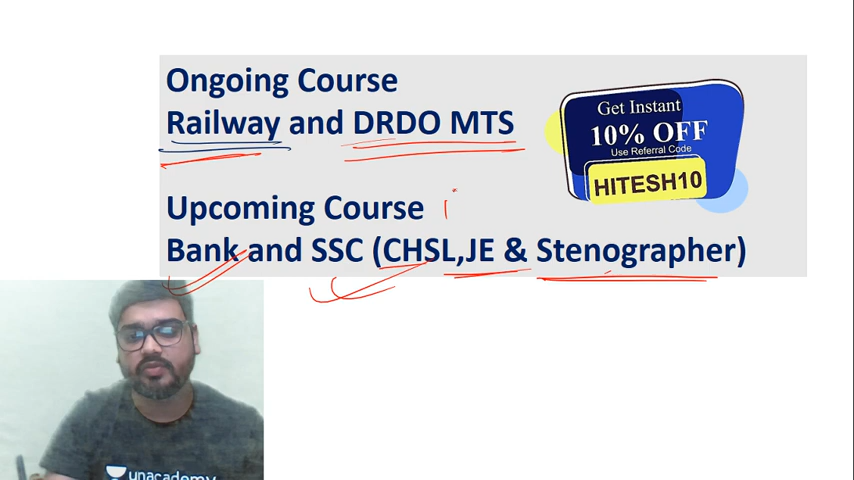 Ongoing Course
Railway and DRDO MTS
Get Instant
10% OFF
Use Referral Code
HITESH10
Upcoming Course
Bank and SSC (CHSL,JE & Stenographer)
unacademy